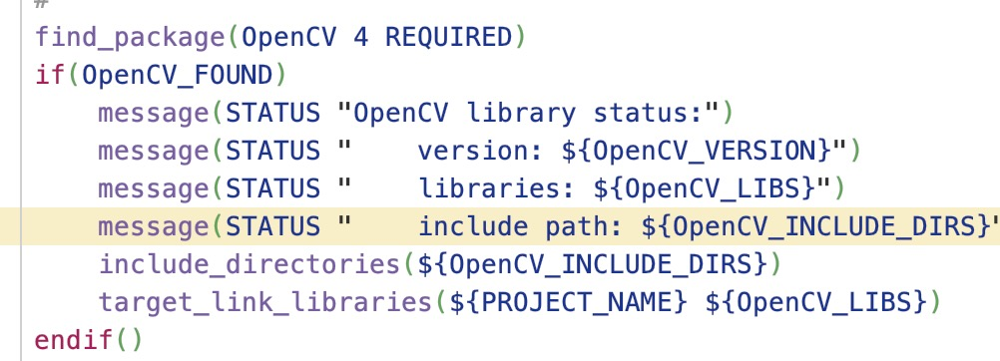 #
find_package(OpenCV 4 REQUIRED)
if(OpenCV_FOUND)
    message(STATUS "OpenCV library status:")
    message(STATUS "    version: ${OpenCV_VERSION}")
    message(STATUS "    libraries: ${OpenCV_LIBS}")
    message(STATUS "    include path: ${OpenCV_INCLUDE_DIRS}"
    include_directories(${OpenCV_INCLUDE_DIRS})
    target_link_libraries(${PROJECT_NAME} ${OpenCV_LIBS})
endif()